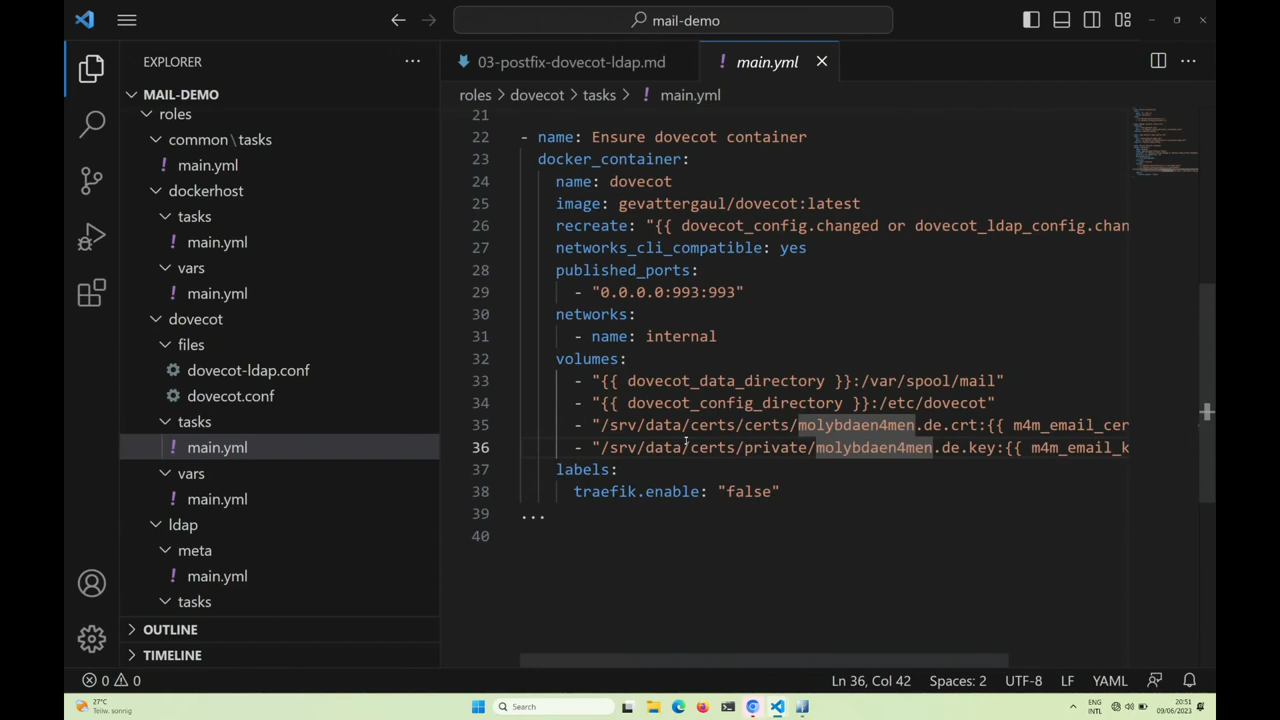 mail-demo
EXPLORER
MAIL-DEMO
roles
common\tasks
main.yml
dockerhost
tasks
main.yml
vars
main.yml
dovecot
files
dovecot-ldap.conf
dovecot.conf
tasks
main.yml
vars
main.yml
ldap
meta
main.yml
tasks
OUTLINE
TIMELINE
03-postfix-dovecot-ldap.md
main.yml
roles > dovecot > tasks > ! main.yml
21
22 - name: Ensure dovecot container
23 docker_container:
24 name: dovecot
25 image: gevattergaul/dovecot:latest
26 recreate: "{{ dovecot_config.changed or dovecot_ldap_config.chan
27 networks_cli_compatible: yes
28 published_ports:
29 - "0.0.0.0:993:993"
30 networks:
31 - name: internal
32 volumes:
33 - "{{ dovecot_data_directory }}:/var/spool/mail"
34 - "{{ dovecot_config_directory }}:/etc/dovecot"
35 - "/srv/data/certs/certs/molybdaen4men.de.crt:{{ m4m_email_cer
36 - "/srv/data/certs/private/molybdaen4men.de.key:{{ m4m_email_k
37 labels:
38 traefik.enable: "false"
39 ...
40
0 0
Ln 36, Col 42
Spaces: 2
UTF-8
LF
YAML
27°C
Teilw. sonnig
Search
ENG
INTL
20:51
09/06/2023